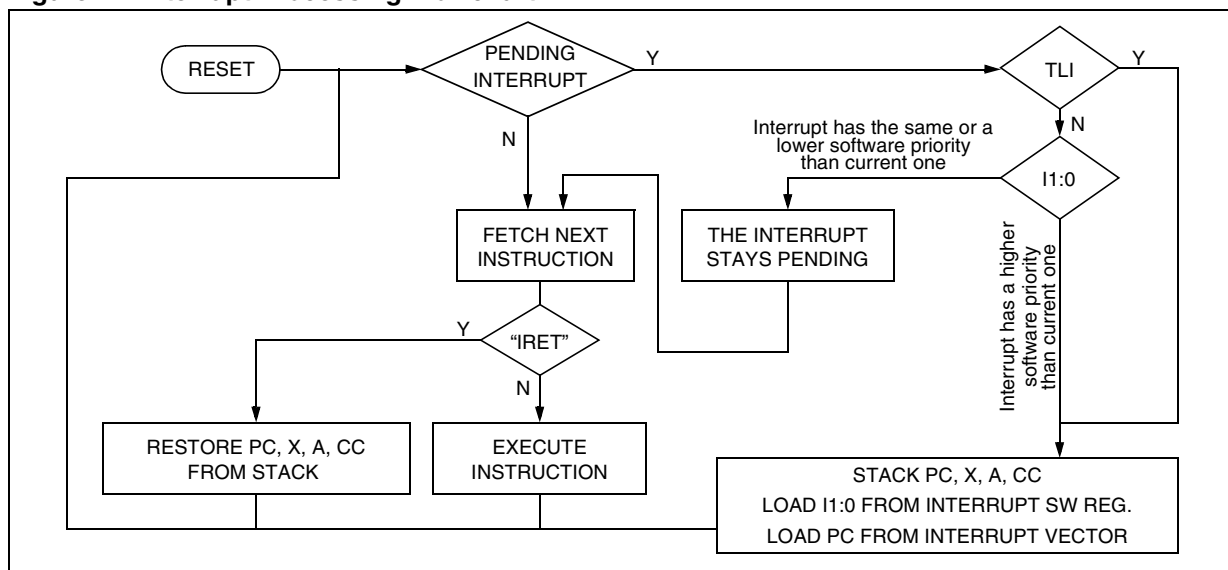 RESET
PENDING
INTERRUPT
Y
TLI
Y
N
N
Interrupt has the same or a
lower software priority
than current one
I1:0
FETCH NEXT
INSTRUCTION
THE INTERRUPT
STAYS PENDING
Interrupt has a higher
software priority
than current one
Y
“IRET”
N
RESTORE PC, X, A, CC
FROM STACK
EXECUTE
INSTRUCTION
STACK PC, X, A, CC
LOAD I1:0 FROM INTERRUPT SW REG.
LOAD PC FROM INTERRUPT VECTOR